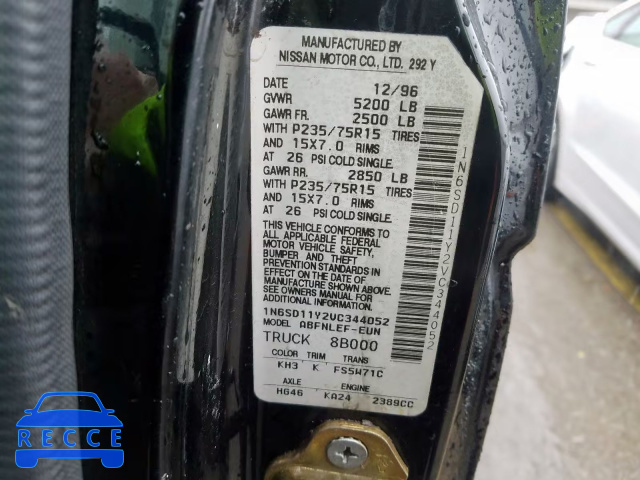 MANUFACTURED BY
NISSAN MOTOR CO., LTD. 292Y
DATE 12/96
GVWR 5200 LB
GAWR FR. 2500 LB
WITH P235/75R15 TIRES
AND 15X7.0 RIMS
AT 26 PSI COLD SINGLE.
GAWR RR. 2850 LB
WITH P235/75R15 TIRES
AND 15X7.0 RIMS
AT 26 PSI COLD SINGLE.
THIS VEHICLE CONFORMS TO
ALL APPLICABLE FEDERAL
MOTOR VEHICLE SAFETY,
BUMPER AND THEFT
PREVENTION STANDARDS IN
EFFECT ON THE DATE OF
MANUFACTURE SHOWN ABOVE.
SEE OWNERS MANUAL FOR
ADDITIONAL INFORMATION.
1N6SD11Y2VC344052
MODEL ABFNLEF-EUN
TRUCK 8B000
COLOR TRIM TRANS
KH3 K FS5W71C
AXLE ENGINE
HG46 KA24 2389CC
1N6SD11Y2VC344052
RECCE